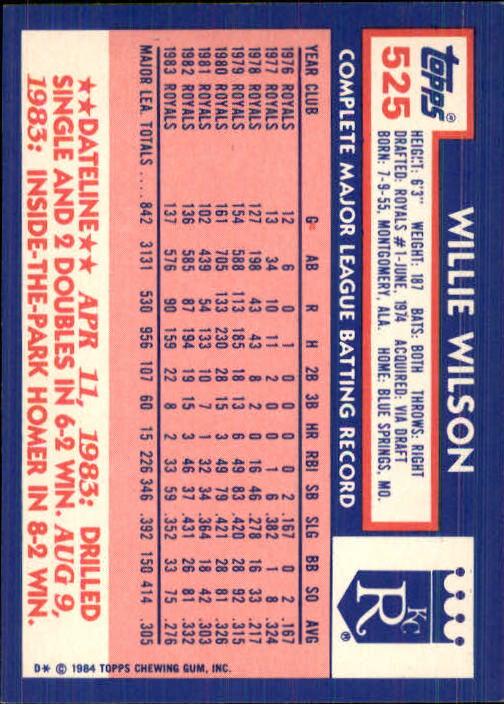 topps®
525
WILLIE WILSON
HEIGHT: 6'3" WEIGHT: 187 BATS: BOTH THROWS: RIGHT
DRAFTED: ROYALS #1-JUNE, 1974 ACQUIRED: VIA DRAFT
BORN: 7-9-55, MONTGOMERY, ALA. HOME: BLUE SPRINGS, MO.
KC R ®
COMPLETE MAJOR LEAGUE BATTING RECORD
YEAR CLUB G AB R H 2B 3B HR RBI SB SLG BB SO AVG
1976 ROYALS 12 6 0 1 0 0 0 0 2 .167 0 2 .167
1977 ROYALS 13 34 10 11 2 0 0 1 6 .382 1 8 .324
1978 ROYALS 127 198 43 43 8 2 0 16 46 .278 16 33 .217
1979 ROYALS 154 588 113 185 18 13 6 49 83 .420 28 92 .315
1980 ROYALS 161 705 133 230 28 15 3 49 79 .421 28 81 .326
1981 ROYALS 102 439 54 133 10 7 1 32 34 .364 18 42 .303
1982 ROYALS 136 585 87 194 19 15 3 46 37 .431 26 81 .332
1983 ROYALS 137 576 90 159 22 8 2 33 59 .352 33 75 .276
MAJOR LEA. TOTALS .... 842 3131 530 956 107 60 15 226 346 .392 150 414 .305
★★DATELINE★★ APR 11, 1983: DRILLED
SINGLE AND 2 DOUBLES IN 6-2 WIN. AUG 9,
1983: INSIDE-THE-PARK HOMER IN 8-2 WIN.
D* © 1984 TOPPS CHEWING GUM, INC.